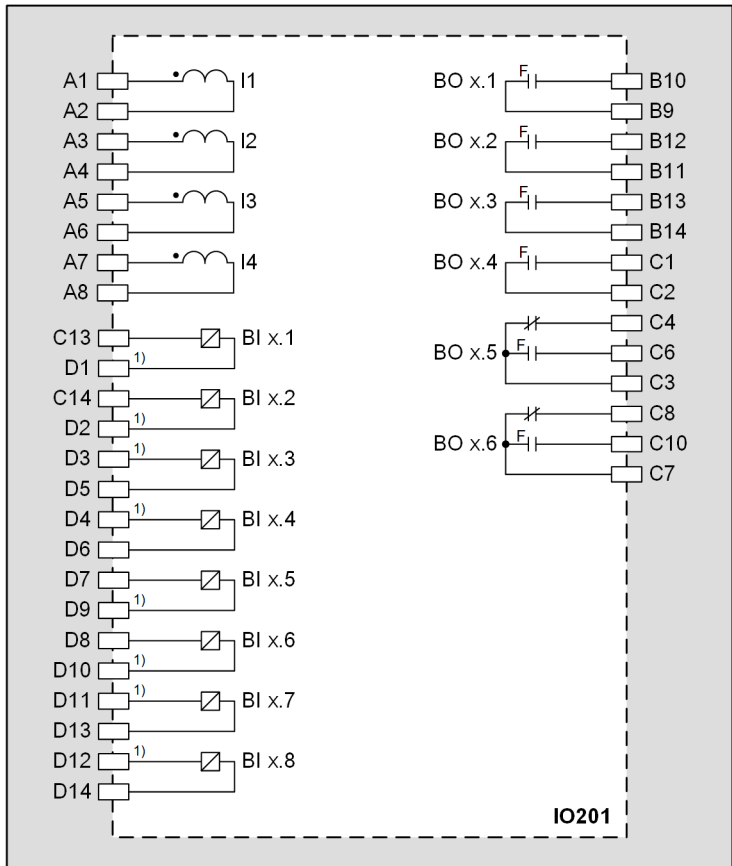 A1 I1
A2
A3 I2
A4
A5 I3
A6
A7 I4
A8
C13 BI x.1
D1 1)
C14 BI x.2
D2 1)
D3 1) BI x.3
D5
D4 1) BI x.4
D6
D7 BI x.5
D9 1)
D8 BI x.6
D10 1)
D11 1) BI x.7
D13
D12 1) BI x.8
D14
BO x.1 F B10
B9
BO x.2 F B12
B11
BO x.3 F B13
B14
BO x.4 F C1
C2
C4
BO x.5 F C6
C3
C8
BO x.6 F C10
C7
IO201